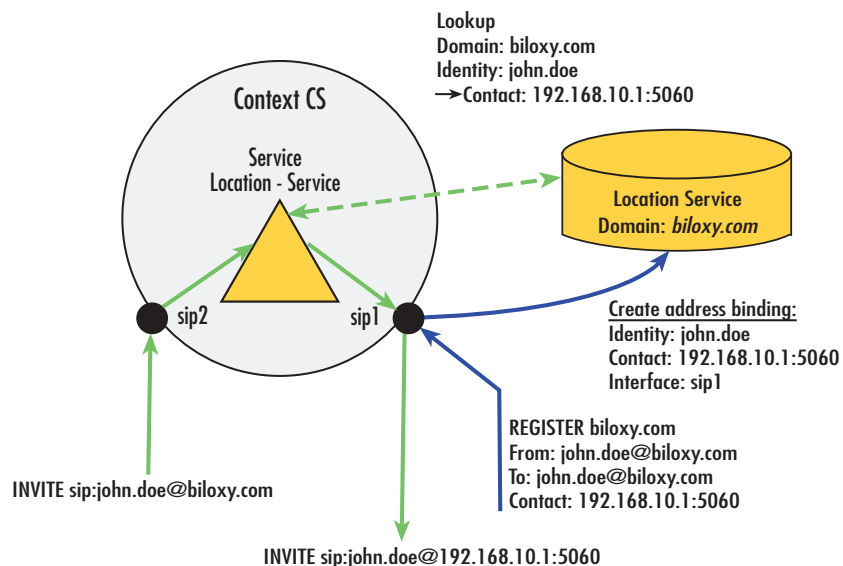 Lookup
Domain: biloxy.com
Identity: john.doe
→Contact: 192.168.10.1:5060
Context CS
Service
Location - Service
Location Service
Domain: biloxy.com
sip2
sip1
Create address binding:
Identity: john.doe
Contact: 192.168.10.1:5060
Interface: sip1
REGISTER biloxy.com
From: john.doe@biloxy.com
To: john.doe@biloxy.com
Contact: 192.168.10.1:5060
INVITE sip:john.doe@biloxy.com
INVITE sip:john.doe@192.168.10.1:5060